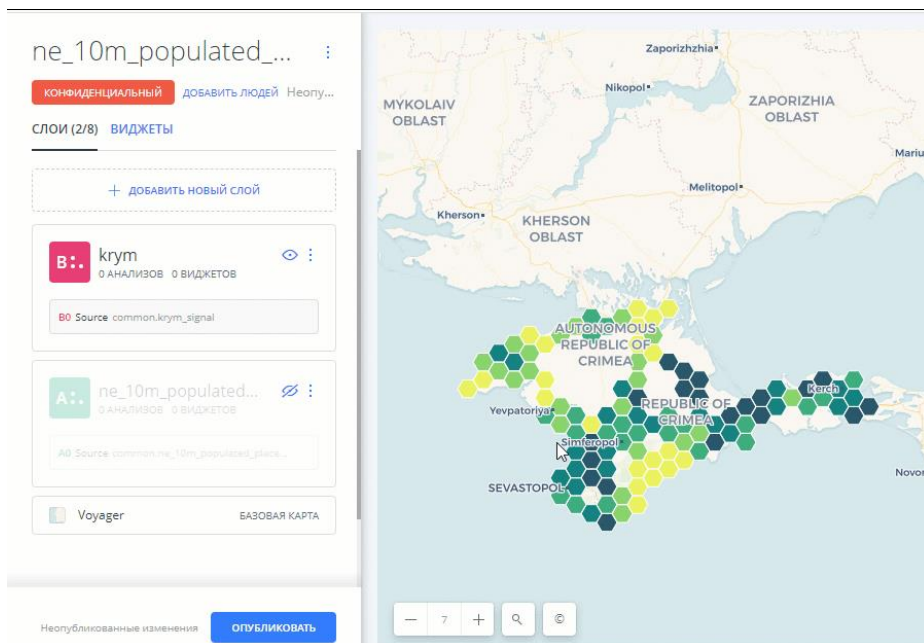 ne_10m_populated_...
КОНФИДЕНЦИАЛЬНЫЙ ДОБАВИТЬ ЛЮДЕЙ Неопу...
СЛОИ (2/8) ВИДЖЕТЫ
+ ДОБАВИТЬ НОВЫЙ СЛОЙ
B:. krym
0 АНАЛИЗОВ 0 ВИДЖЕТОВ
B0 Source common.krym_signal
A:. ne_10m_populated...
0 АНАЛИЗОВ 0 ВИДЖЕТОВ
A0 Source common.ne_10m_populated_place...
Voyager БАЗОВАЯ КАРТА
Неопубликованные изменения ОПУБЛИКОВАТЬ
Zaporizhzhia
Nikopol
MYKOLAIV
OBLAST
ZAPORIZHIA
OBLAST
Mariu
Melitopol
Kherson
KHERSON
OBLAST
AUTONOMOUS
REPUBLIC OF
CRIMEA
Kerch
Yevpatoriya
REPUBLIC OF
CRIMEA
Simferopol
Novor
SEVASTOPOL
− 7 + ©